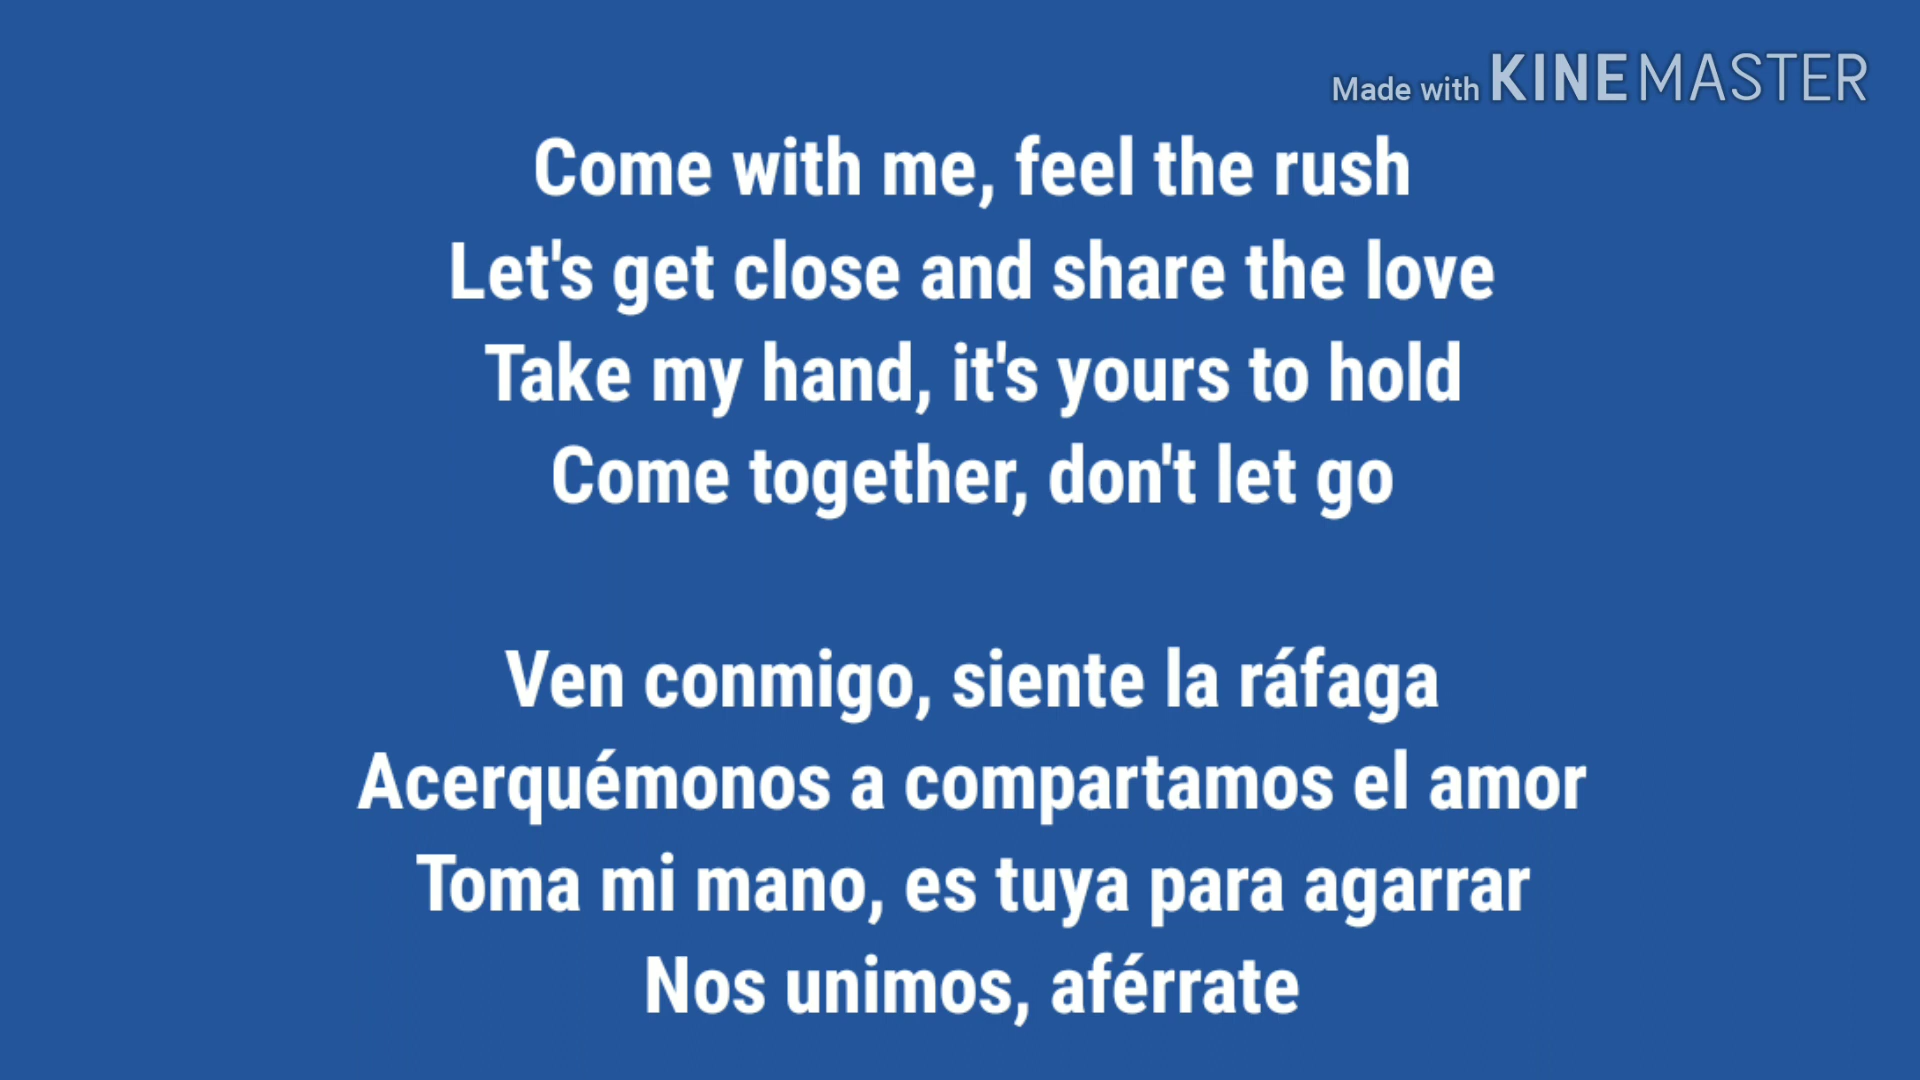 Made with KINEMASTER
Come with me, feel the rush
Let's get close and share the love
Take my hand, it's yours to hold
Come together, don't let go
Ven conmigo, siente la ráfaga
Acerquémonos a compartamos el amor
Toma mi mano, es tuya para agarrar
Nos unimos, aférrate